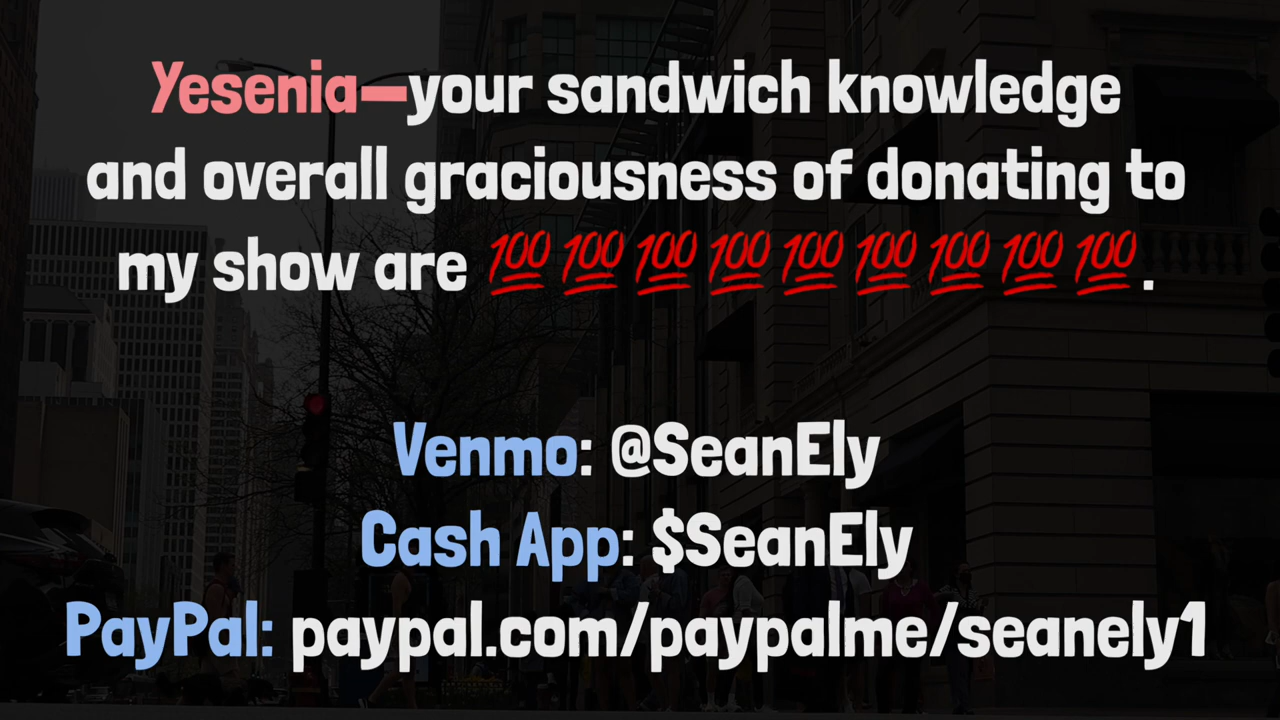 Yesenia—your sandwich knowledge
and overall graciousness of donating to
my show are 💯💯💯💯💯💯💯💯💯.
Venmo: @SeanEly
Cash App: $SeanEly
PayPal: paypal.com/paypalme/seanely1